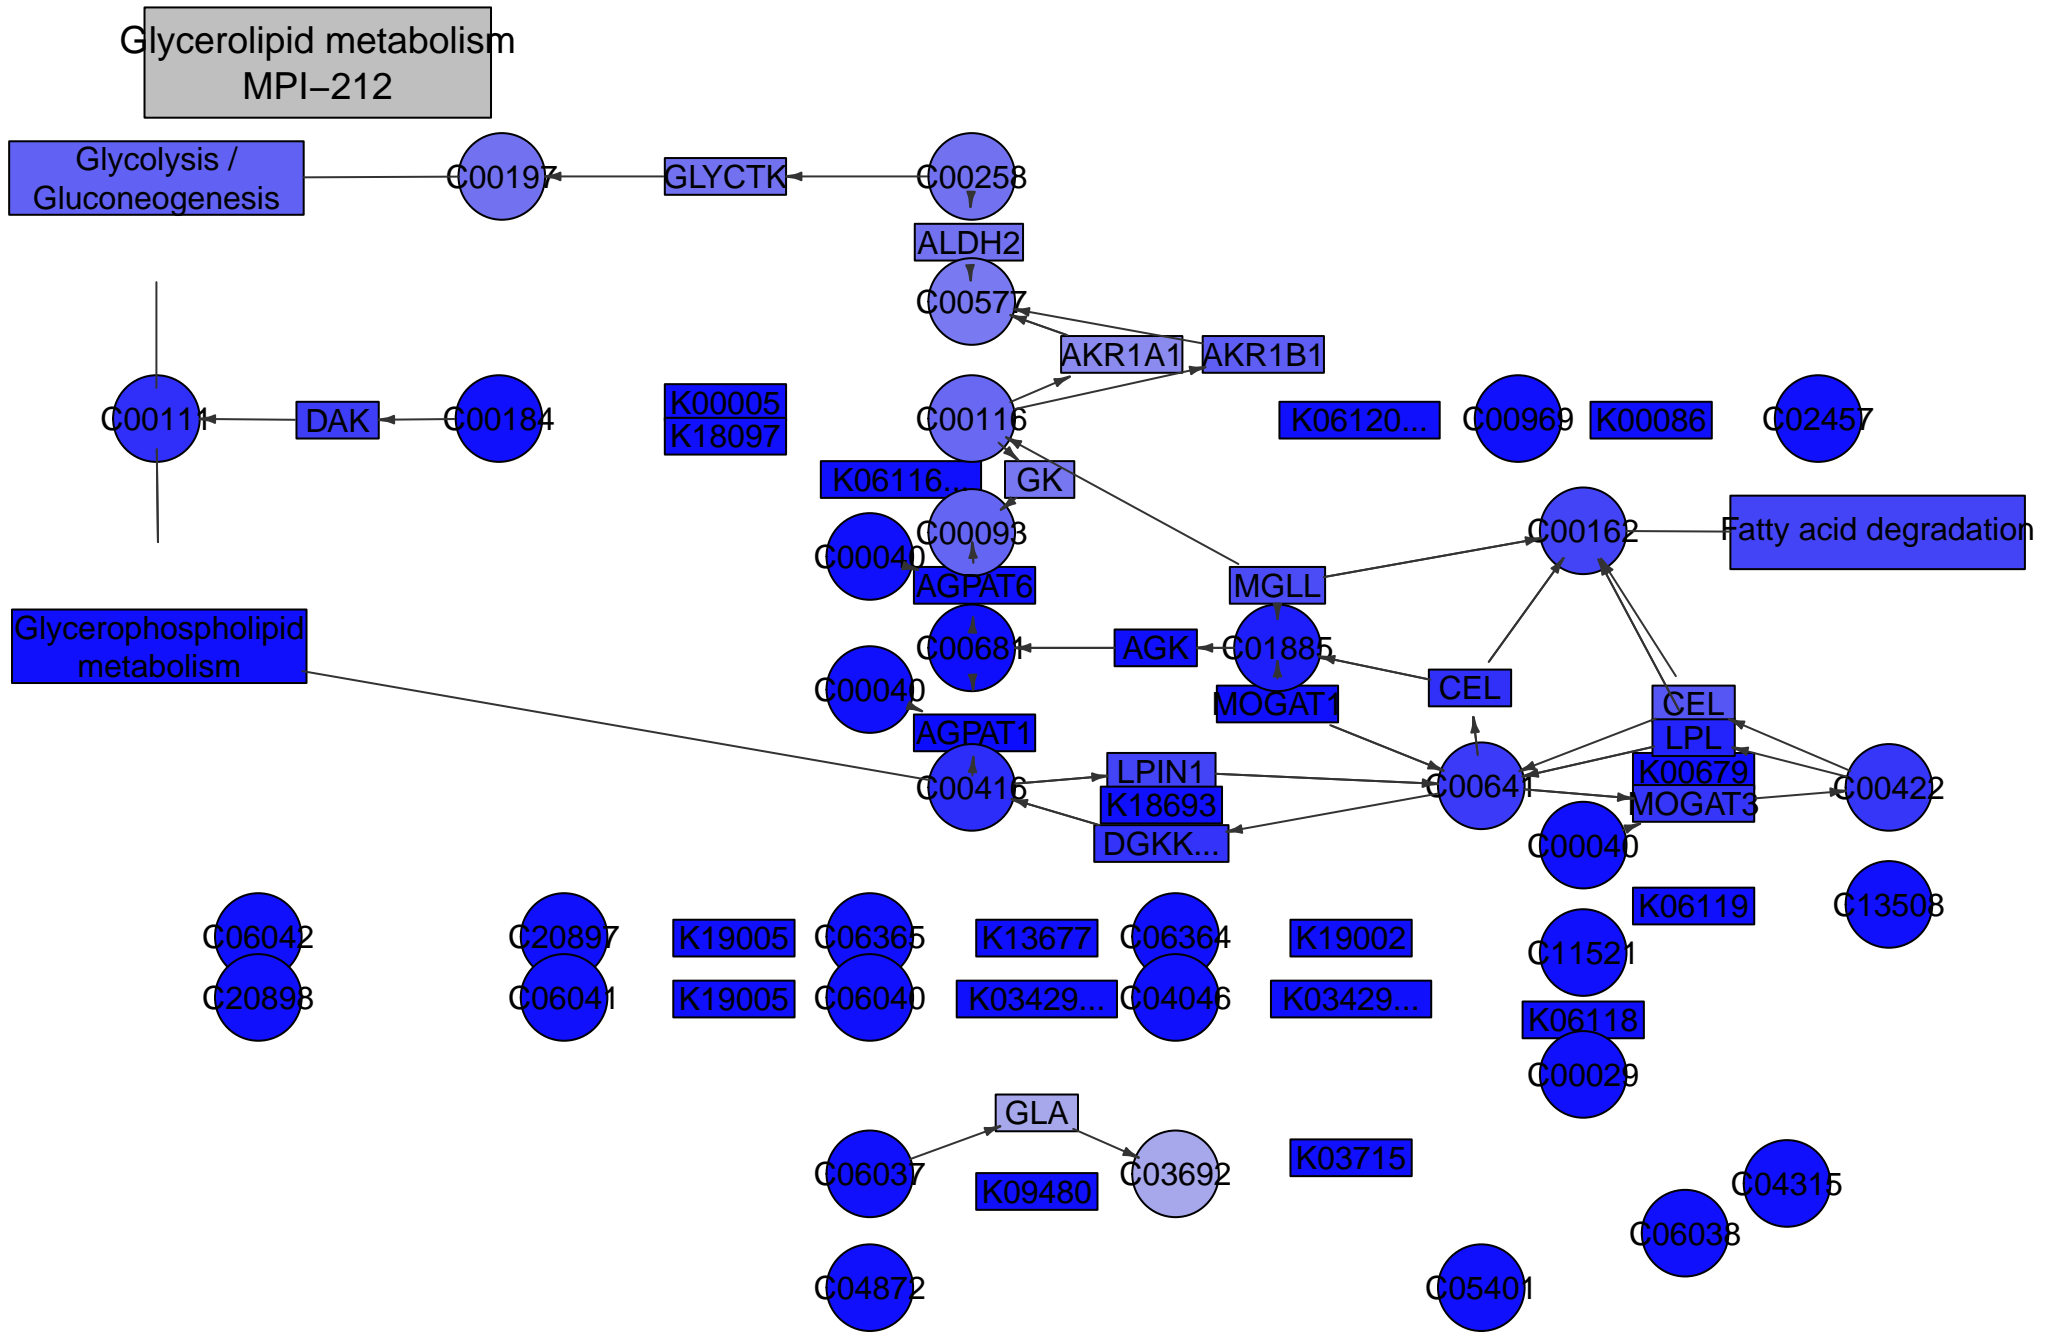 Glycerolipid metabolism
MPI−212
Glycolysis /
Gluconeogenesis
C00197
GLYCTK
C00258
ALDH2
C00577
AKR1A1
AKR1B1
C00111
DAK
C00184
K00005
K18097
C00116
K06120...
C00969
K00086
C02457
K06116...
GK
C00093
C00040
AGPAT6
MGLL
C00162
Fatty acid degradation
Glycerophospholipid
metabolism
C00681
AGK
C01885
C00040
MOGAT1
CEL
CEL
AGPAT1
LPL
C00416
LPIN1
K18693
DGKK...
C00641
K00679
MOGAT3
C00422
C00040
K06119
C13508
C06042
C20897
K19005
C06365
K13677
C06364
K19002
C11521
C20898
C06041
K19005
C06040
K03429...
C04046
K03429...
K06118
C00029
GLA
C06037
K09480
C03692
K03715
C04315
C06038
C04872
C05401